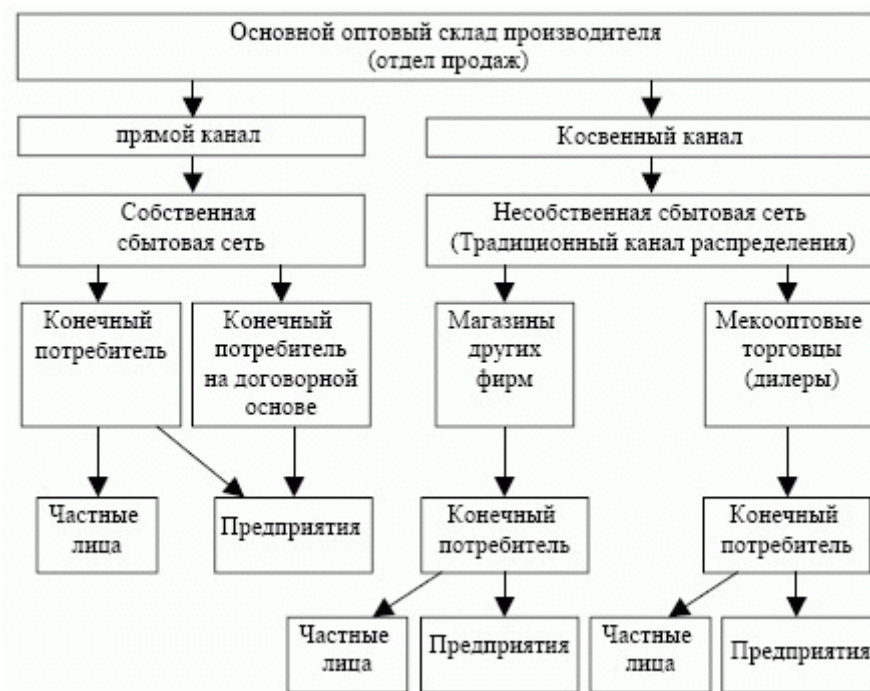 Основной оптовый склад производителя
(отдел продаж)
прямой канал
Косвенный канал
Собственная
сбытовая сеть
Несобственная сбытовая сеть
(Традиционный канал распределения)
Конечный
потребитель
Конечный
потребитель
на договорной
основе
Магазины
других
фирм
Мекооптовые
торговцы
(дилеры)
Частные
лица
Предприятия
Конечный
потребитель
Конечный
потребитель
Частные
лица
Предприятия
Частные
лица
Предприятия